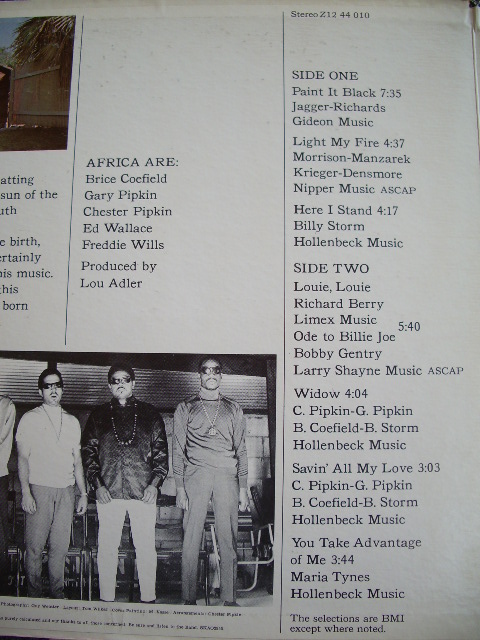 Stereo Z12 44 010
SIDE ONE
Paint It Black 7:35
Jagger-Richards
Gideon Music
Light My Fire 4:37
Morrison-Manzarek
Krieger-Densmore
Nipper Music ASCAP
Here I Stand 4:17
Billy Storm
Hollenbeck Music
SIDE TWO
Louie, Louie
Richard Berry
Limex Music
5:40
Ode to Billie Joe
Bobby Gentry
Larry Shayne Music ASCAP
Widow 4:04
C. Pipkin-G. Pipkin
B. Coefield-B. Storm
Hollenbeck Music
Savin' All My Love 3:03
C. Pipkin-G. Pipkin
B. Coefield-B. Storm
Hollenbeck Music
You Take Advantage
of Me 3:44
Maria Tynes
Hollenbeck Music
The selections are BMI
except where noted.
AFRICA ARE:
Brice Coefield
Gary Pipkin
Chester Pipkin
Ed Wallace
Freddie Wills
Produced by
Lou Adler
atting
sun of the
uth
e birth,
ertainly
his music.
this
born